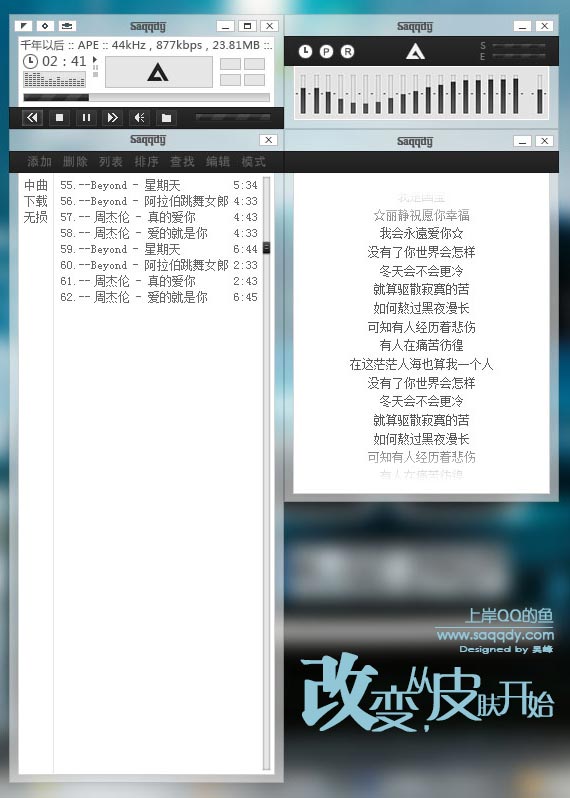 Saqqdy
千年以后 :: APE :: 44kHz , 877kbps , 23.81MB ::.
02 : 41
Saqqdy
添加 删除 列表 排序 查找 编辑 模式
中曲
下载
无损
55.--Beyond - 星期天 5:34
56.--Beyond - 阿拉伯跳舞女郎 4:33
57.-- 周杰伦 - 真的爱你 4:43
58.-- 周杰伦 - 爱的就是你 4:33
59.--Beyond - 星期天 6:44
60.--Beyond - 阿拉伯跳舞女郎 2:33
61.-- 周杰伦 - 真的爱你 2:43
62.-- 周杰伦 - 爱的就是你 6:45
Saqqdy
P R
S
E
Saqqdy
☆丽静祝愿你幸福
我会永遠爱你☆
没有了你世界会怎样
冬天会不会更冷
就算驱散寂寞的苦
如何熬过黑夜漫长
可知有人经历着悲伤
有人在痛苦彷徨
在这茫茫人海也算我一个人
没有了你世界会怎样
冬天会不会更冷
就算驱散寂寞的苦
如何熬过黑夜漫长
可知有人经历着悲伤
有人在痛苦彷徨
上岸QQ的鱼
www.saqqdy.com
Designed by 吴峰
改变,从皮肤开始